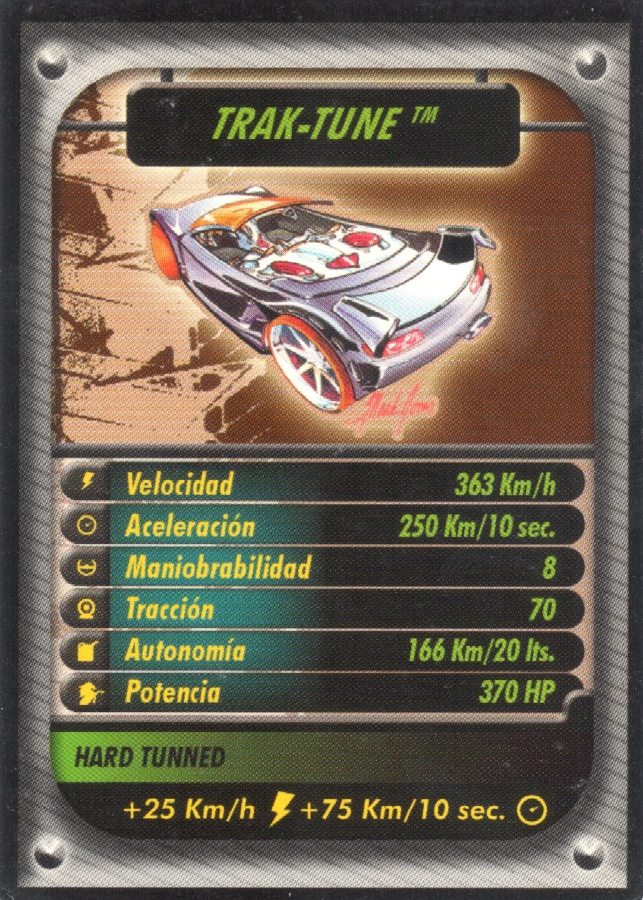 TRAK-TUNE ™
Velocidad 363 Km/h
Aceleración 250 Km/10 sec.
Maniobrabilidad 8
Tracción 70
Autonomía 166 Km/20 lts.
Potencia 370 HP
HARD TUNNED
+25 Km/h +75 Km/10 sec.